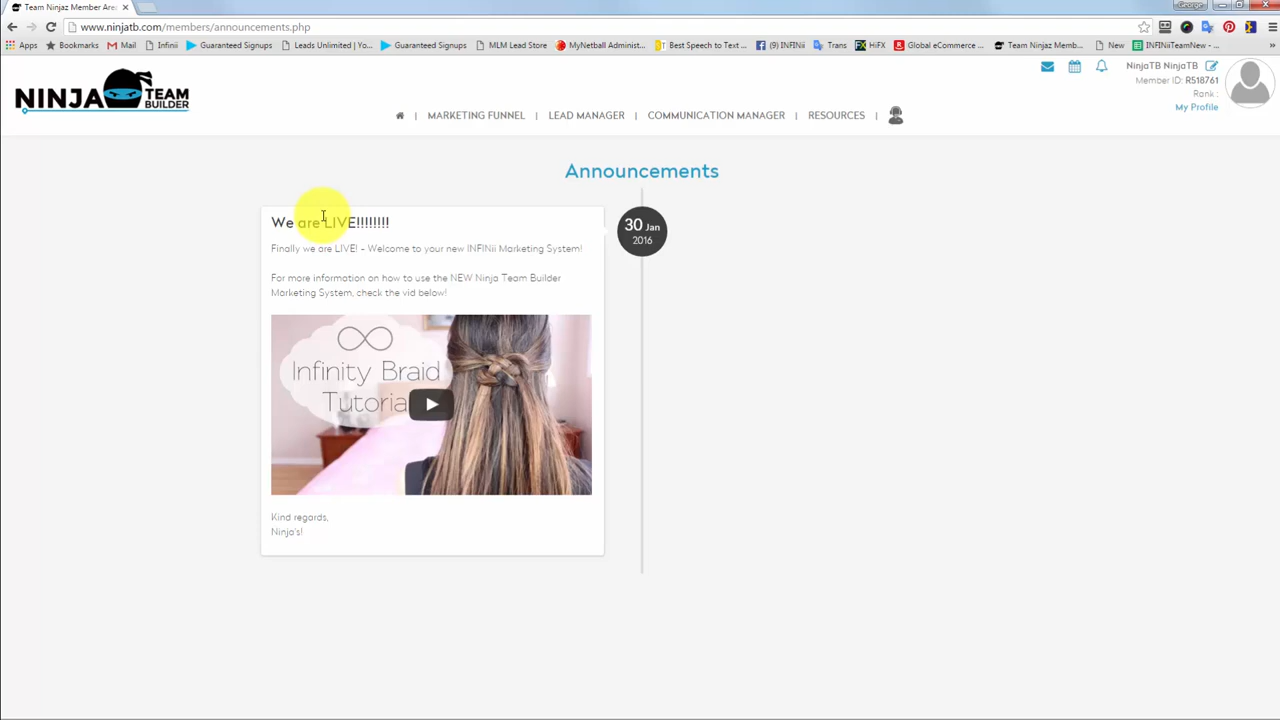 Team Ninjaz Member Are
George
www.ninjatb.com/members/announcements.php
Apps Bookmarks Mail Infinii Guaranteed Signups Leads Unlimited | Yo... Guaranteed Signups MLM Lead Store MyNetball Administ... Best Speech to Text ... (9) INFINii Trans HiFX Global eCommerce ... Team Ninjaz Memb... New INFINiiTeamNew -... »
NINJA TEAM BUILDER
NinjaTB NinjaTB
Member ID: R518761
Rank :
My Profile
| MARKETING FUNNEL | LEAD MANAGER | COMMUNICATION MANAGER | RESOURCES |
Announcements
We are LIVE!!!!!!!!
30 Jan
2016
Finally we are LIVE! - Welcome to your new INFINii Marketing System!
For more information on how to use the NEW Ninja Team Builder
Marketing System, check the vid below!
Infinity Braid
Tutoria
Kind regards,
Ninja's!